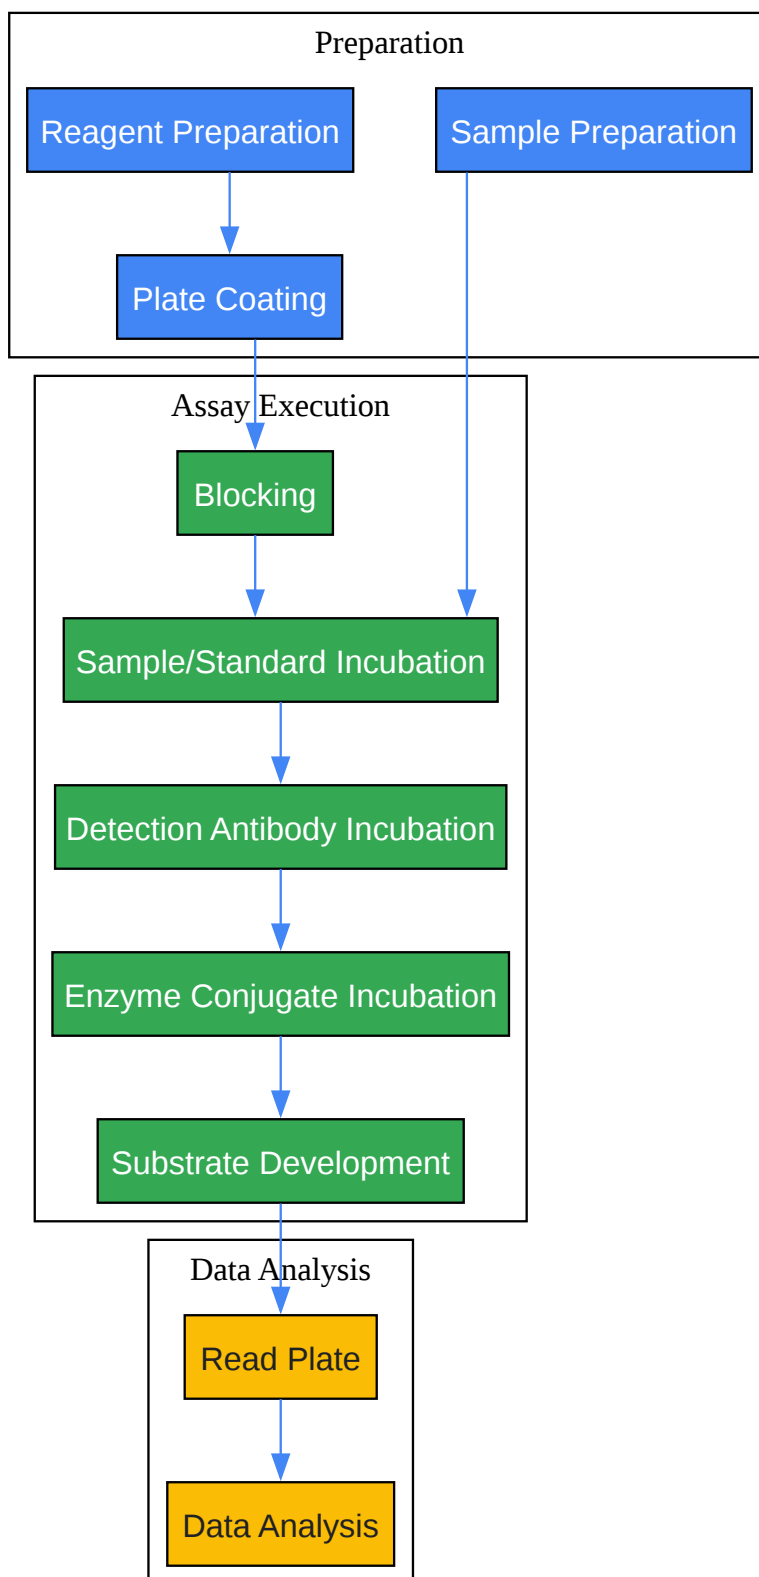 Preparation
Reagent Preparation
Sample Preparation
Plate Coating
Assay Execution
Blocking
Sample/Standard Incubation
Detection Antibody Incubation
Enzyme Conjugate Incubation
Substrate Development
Data Analysis
Read Plate
Data Analysis